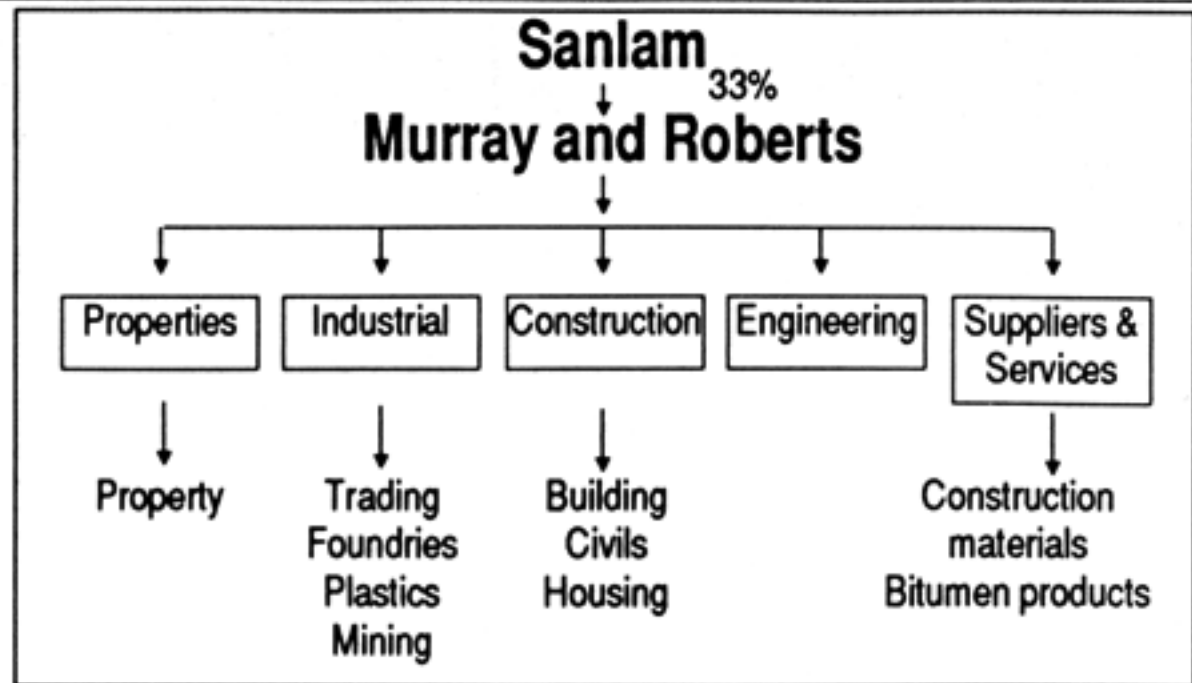 Sanlam
33%
Murray and Roberts
Properties
Industrial
Construction
Engineering
Suppliers &
Services
Property
Trading
Foundries
Plastics
Mining
Building
Civils
Housing
Construction
materials
Bitumen products